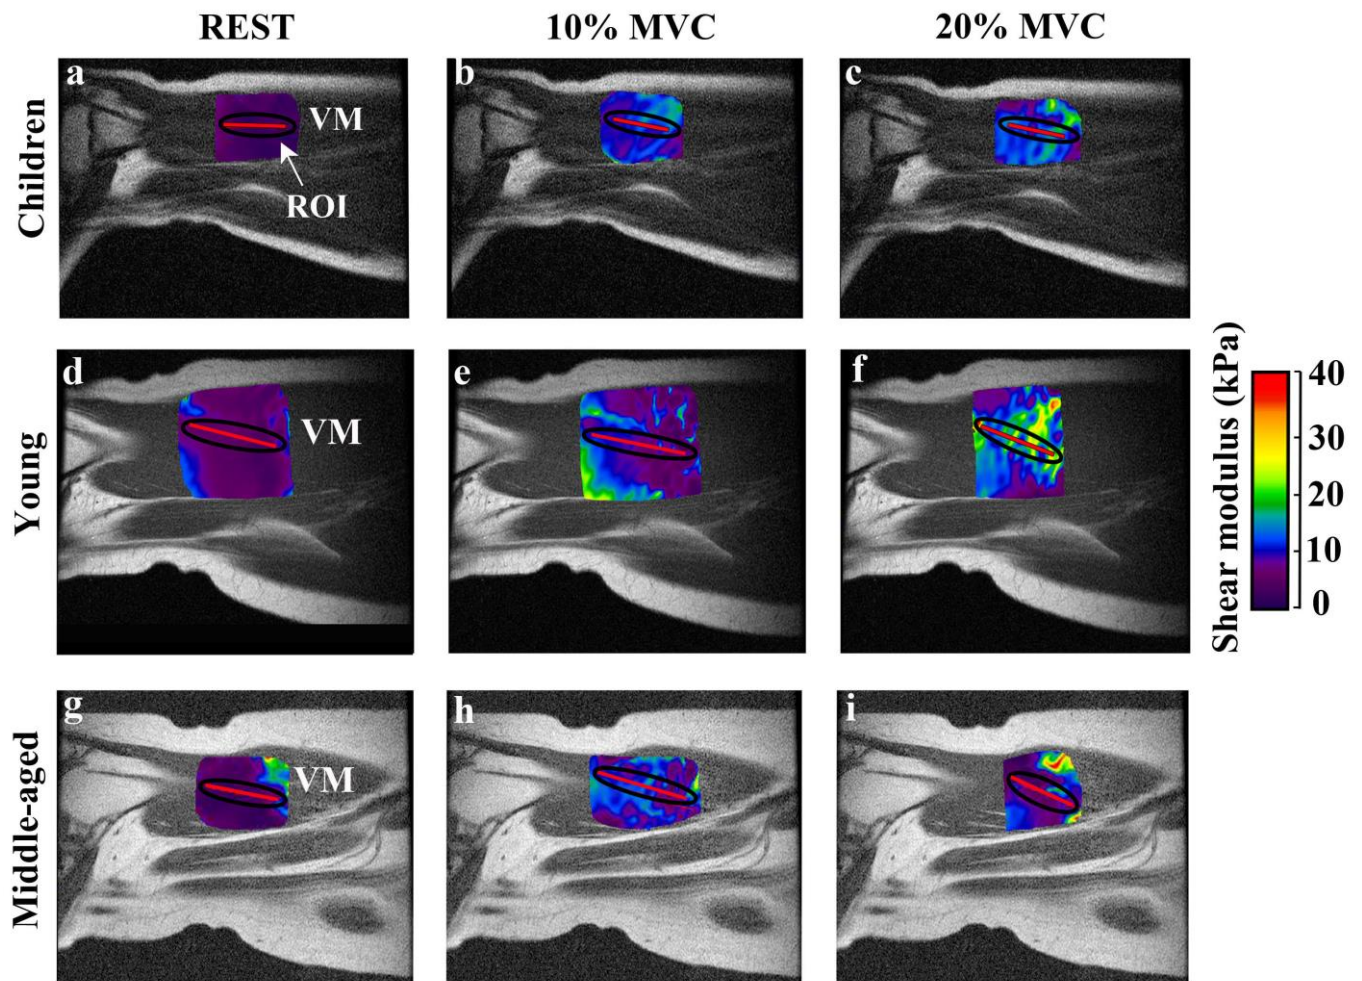 REST 10% MVC 20% MVC
Children
a VM ROI
b
c
Young
d VM
e
f
Shear modulus (kPa)
40
30
20
10
0
Middle-aged
g VM
h
i